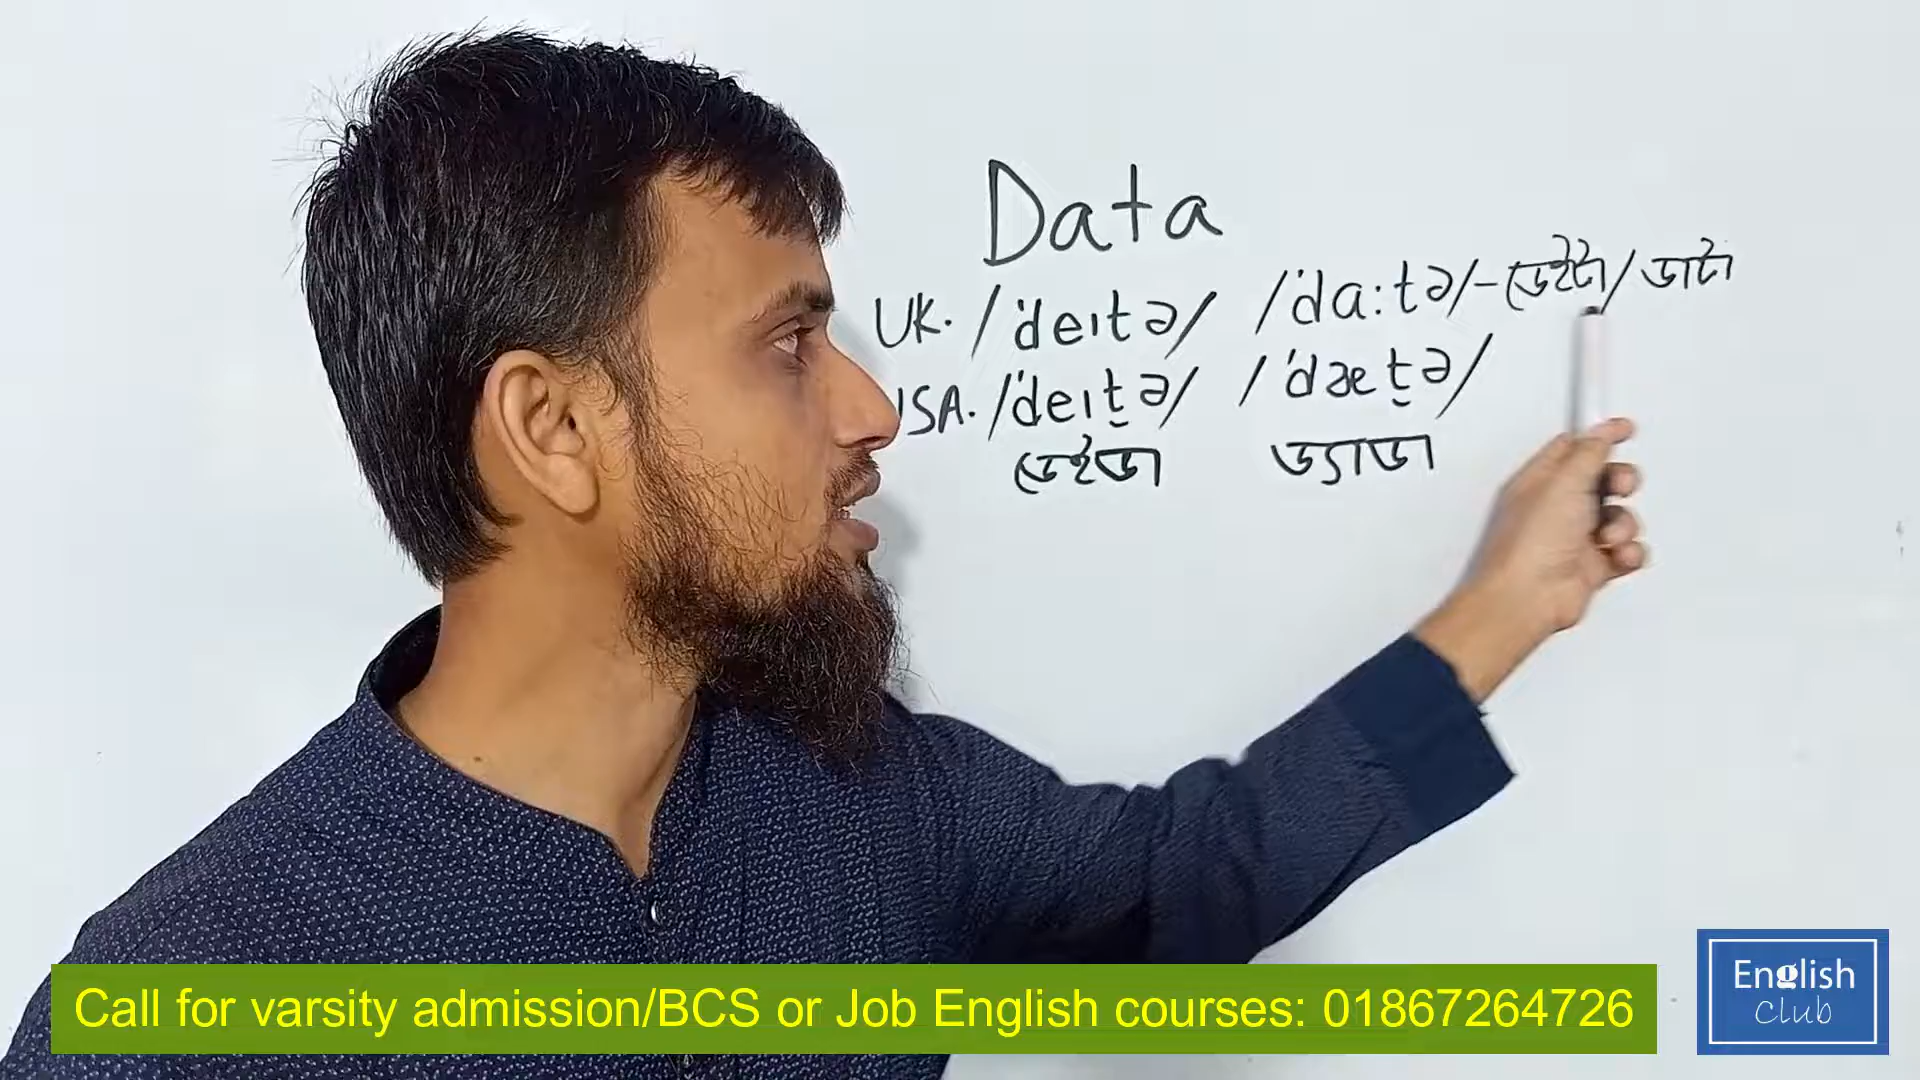 Data
UK. /ˈdeɪtə/ /ˈdaːtə/ - ডেইটা/ ডাটা
USA. /ˈdeɪt̬ə/ /ˈdæt̬ə/
ডেইডা ড্যাডা
Call for varsity admission/BCS or Job English courses: 01867264726
English
Club